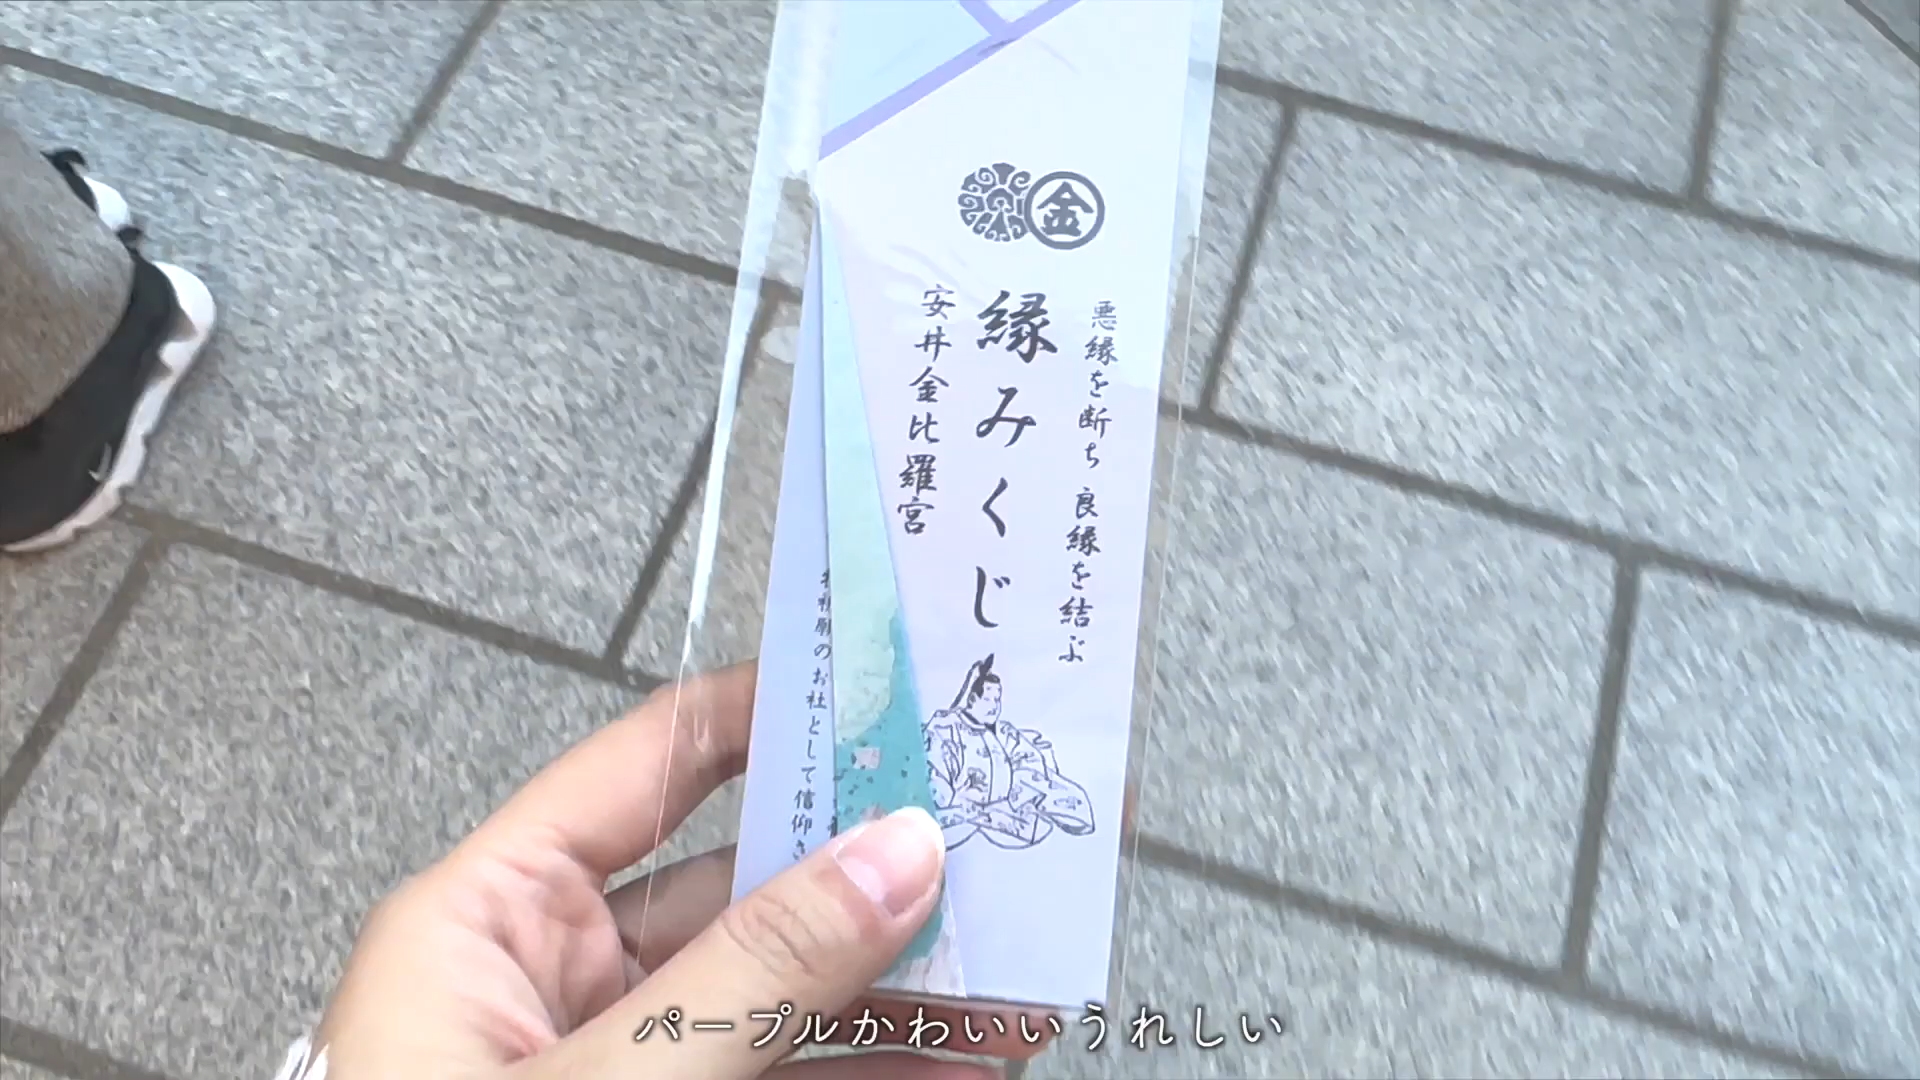 金
悪縁を断ち 良縁を結ぶ
縁みくじ
安井金比羅宮
祈願のお社として信仰さ
パープルかわいいうれしい